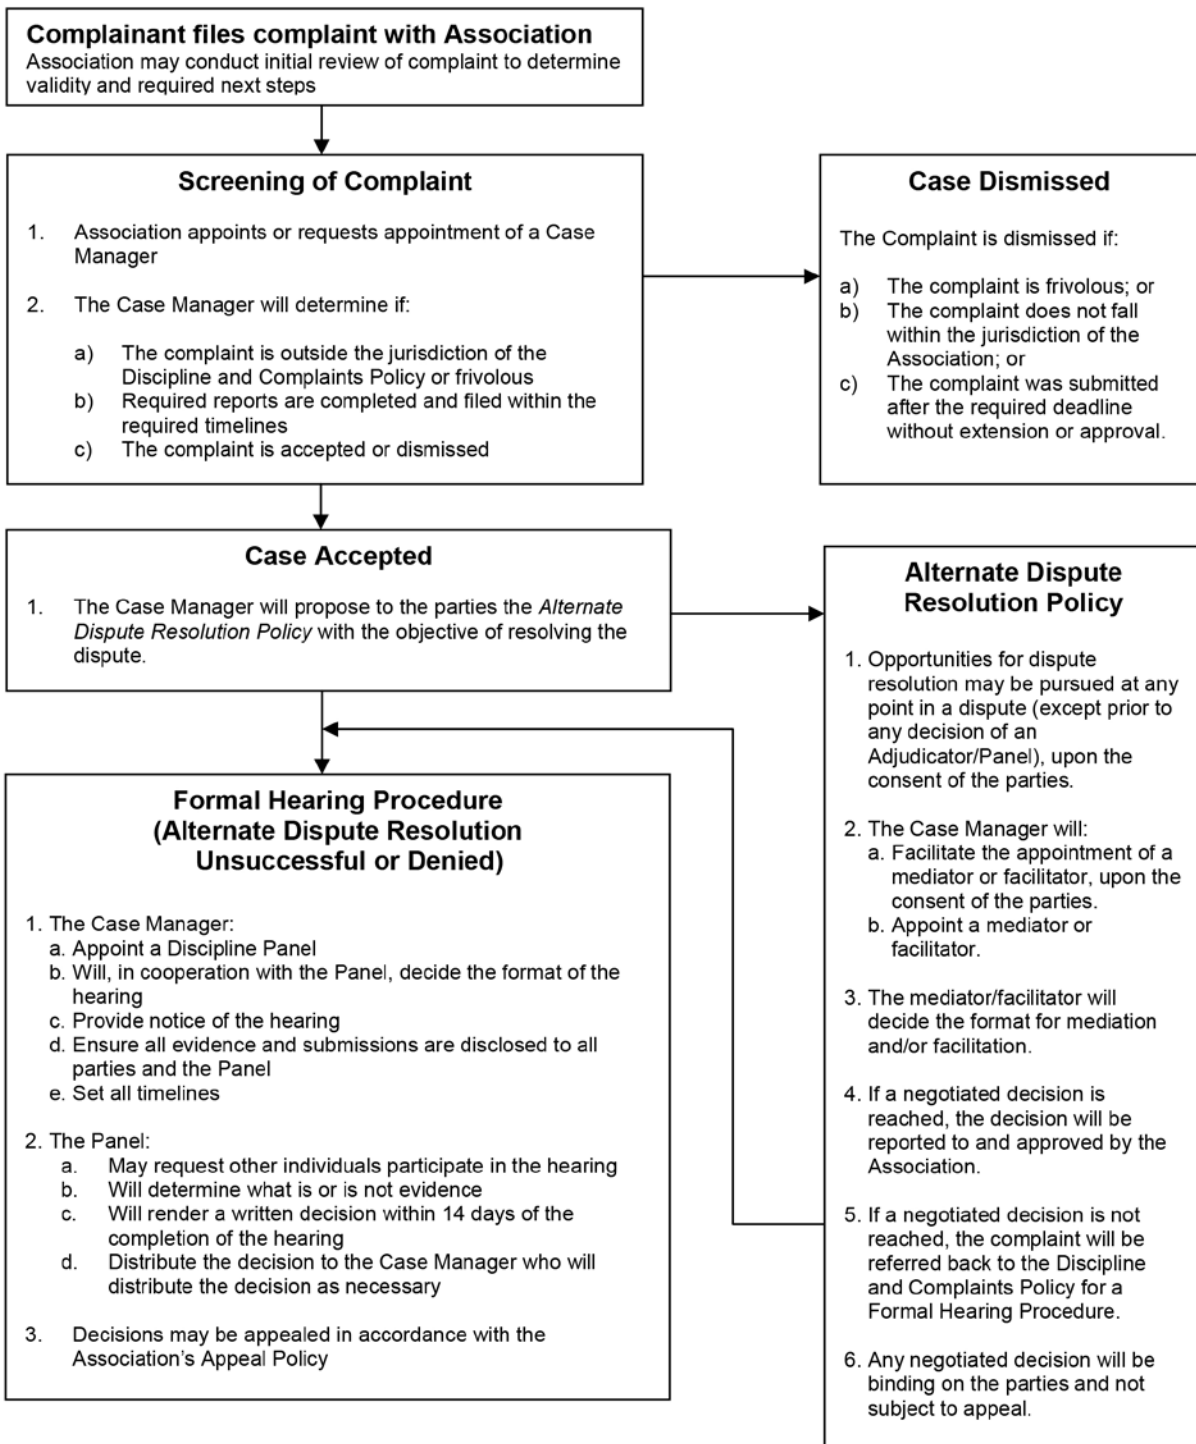 Complainant files complaint with Association
Association may conduct initial review of complaint to determine
validity and required next steps
Screening of Complaint
1. Association appoints or requests appointment of a Case
Manager
2. The Case Manager will determine if:
a) The complaint is outside the jurisdiction of the
Discipline and Complaints Policy or frivolous
b) Required reports are completed and filed within the
required timelines
c) The complaint is accepted or dismissed
Case Dismissed
The Complaint is dismissed if:
a) The complaint is frivolous; or
b) The complaint does not fall
within the jurisdiction of the
Association; or
c) The complaint was submitted
after the required deadline
without extension or approval.
Case Accepted
1. The Case Manager will propose to the parties the Alternate
Dispute Resolution Policy with the objective of resolving the
dispute.
Alternate Dispute
Resolution Policy
1. Opportunities for dispute
resolution may be pursued at any
point in a dispute (except prior to
any decision of an
Adjudicator/Panel), upon the
consent of the parties.
2. The Case Manager will:
a. Facilitate the appointment of a
mediator or facilitator, upon the
consent of the parties.
b. Appoint a mediator or
facilitator.
3. The mediator/facilitator will
decide the format for mediation
and/or facilitation.
4. If a negotiated decision is
reached, the decision will be
reported to and approved by the
Association.
5. If a negotiated decision is not
reached, the complaint will be
referred back to the Discipline
and Complaints Policy for a
Formal Hearing Procedure.
6. Any negotiated decision will be
binding on the parties and not
subject to appeal.
Formal Hearing Procedure
(Alternate Dispute Resolution
Unsuccessful or Denied)
1. The Case Manager:
a. Appoint a Discipline Panel
b. Will, in cooperation with the Panel, decide the format of the
hearing
c. Provide notice of the hearing
d. Ensure all evidence and submissions are disclosed to all
parties and the Panel
e. Set all timelines
2. The Panel:
a. May request other individuals participate in the hearing
b. Will determine what is or is not evidence
c. Will render a written decision within 14 days of the
completion of the hearing
d. Distribute the decision to the Case Manager who will
distribute the decision as necessary
3. Decisions may be appealed in accordance with the
Association's Appeal Policy